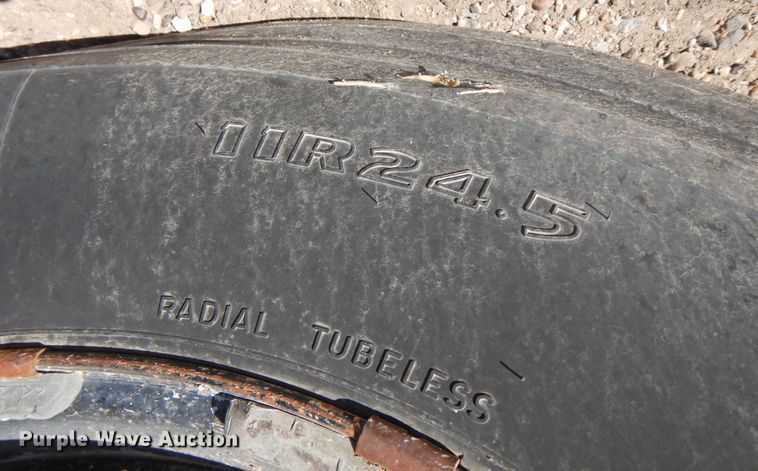 11R24.5
RADIAL TUBELESS
Purple Wave Auction